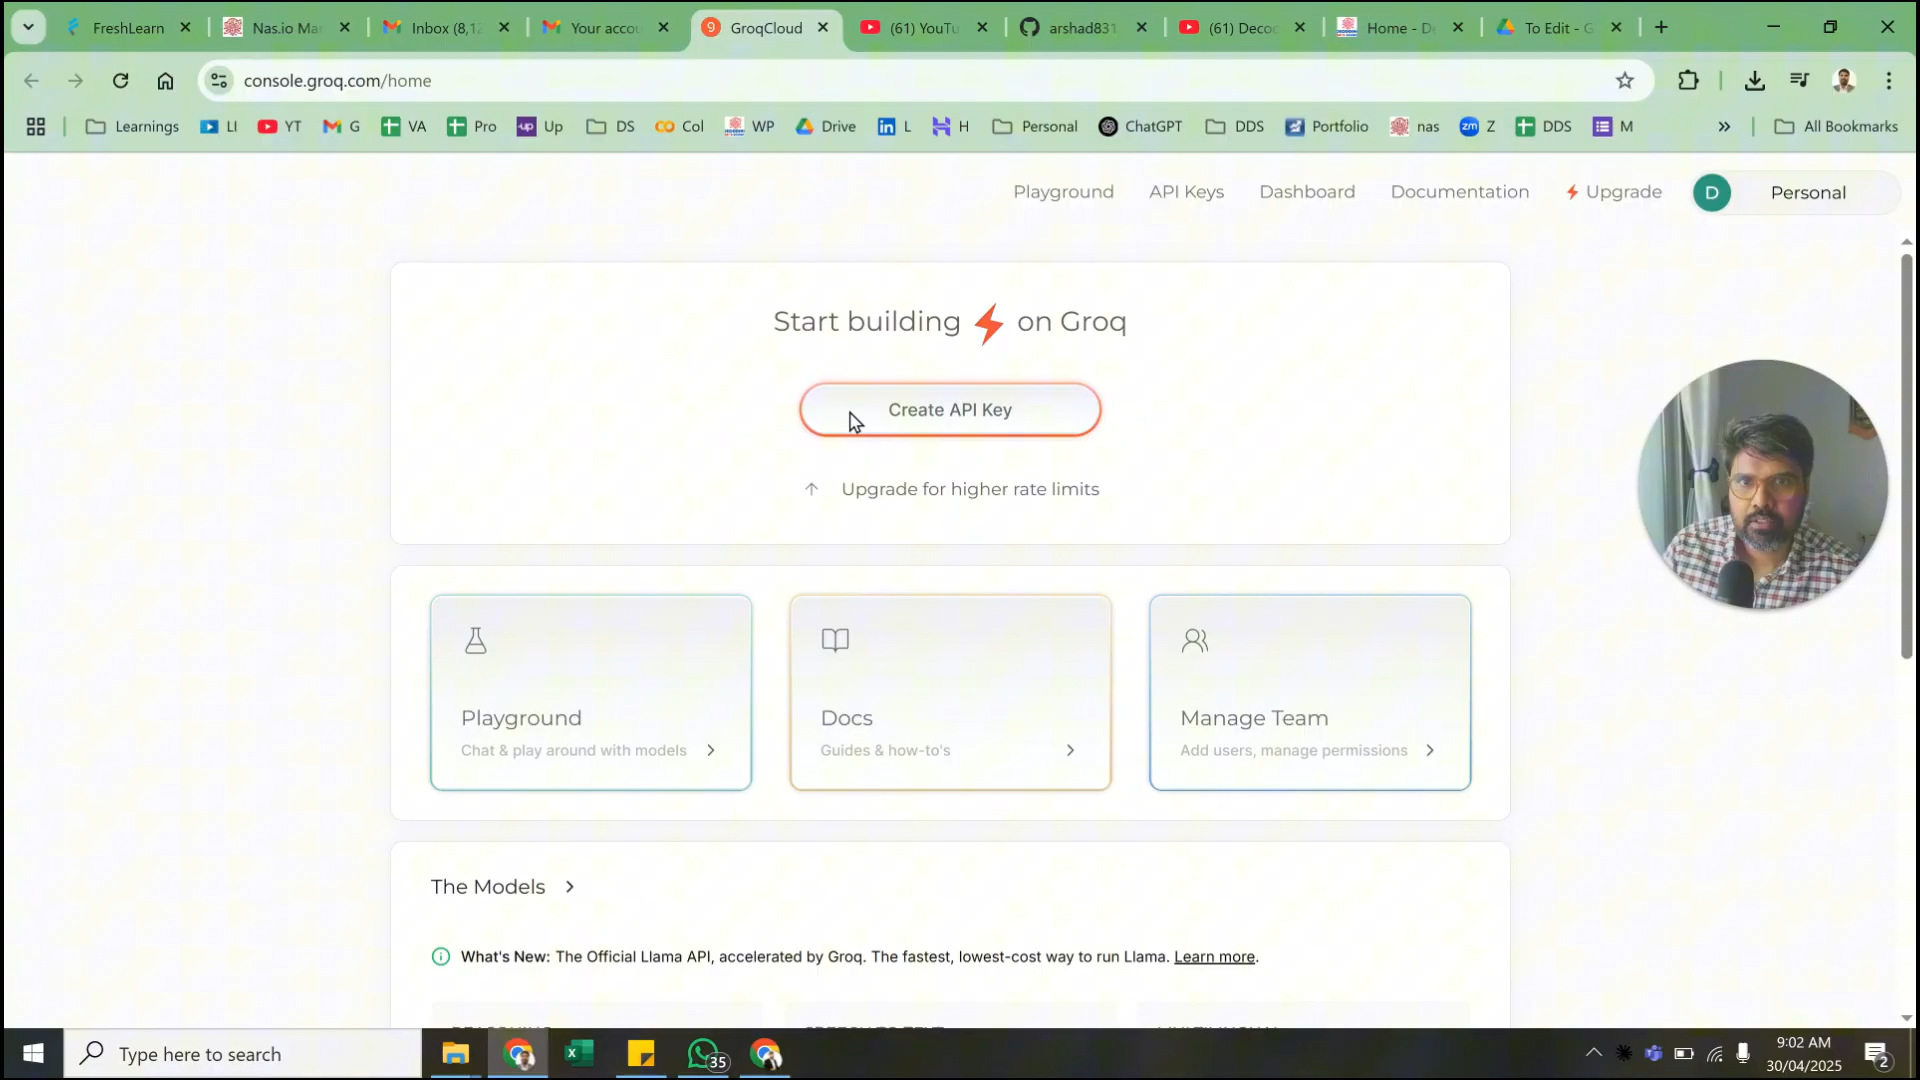 FreshLearn
Nas.io Ma
Inbox (8,12
Your accou
GroqCloud
(61) YouTu
arshad831
(61) Deco
Home - De
To Edit - G
console.groq.com/home
Learnings
LI
YT
G
VA
Pro
Up
DS
Col
WP
Drive
L
H
Personal
ChatGPT
DDS
Portfolio
nas
Z
DDS
M
All Bookmarks
Playground
API Keys
Dashboard
Documentation
Upgrade
D
Personal
Start building on Groq
Create API Key
Upgrade for higher rate limits
Playground
Chat & play around with models
Docs
Guides & how-to's
Manage Team
Add users, manage permissions
The Models
What's New: The Official Llama API, accelerated by Groq. The fastest, lowest-cost way to run Llama. Learn more.
Type here to search
35
9:02 AM
30/04/2025
2